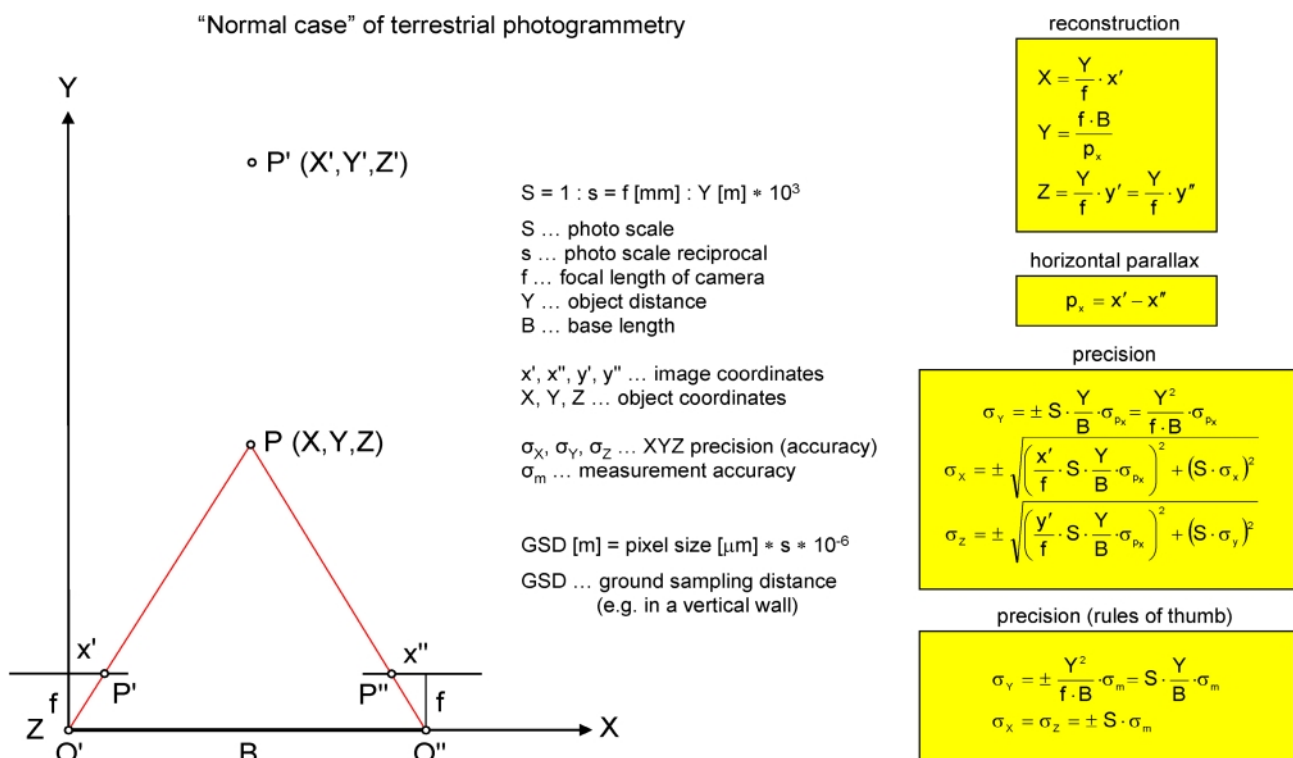 “Normal case” of terrestrial photogrammetry
Y
P' (X',Y',Z')
P (X,Y,Z)
x'
x"
P'
P"
f
f
Z
X
O'
B
O"
S = 1 : s = f [mm] : Y [m] * 10³
S … photo scale
s … photo scale reciprocal
f … focal length of camera
Y … object distance
B … base length
x', x", y', y" … image coordinates
X, Y, Z … object coordinates
σX, σY, σZ … XYZ precision (accuracy)
σm … measurement accuracy
GSD [m] = pixel size [μm] * s * 10⁻⁶
GSD … ground sampling distance
(e.g. in a vertical wall)
reconstruction
X = Y/f · x′
Y = f · B / pₓ
Z = Y/f · y′ = Y/f · y″
horizontal parallax
pₓ = x′ − x″
precision
σY = ± S · Y/B · σpx = Y²/(f · B) · σpx
σX = ± √((x′/f · S · Y/B · σpx)² + (S · σx)²)
σZ = ± √((y′/f · S · Y/B · σpx)² + (S · σy)²)
precision (rules of thumb)
σY = ± Y²/(f · B) · σm = S · Y/B · σm
σX = σZ = ± S · σm